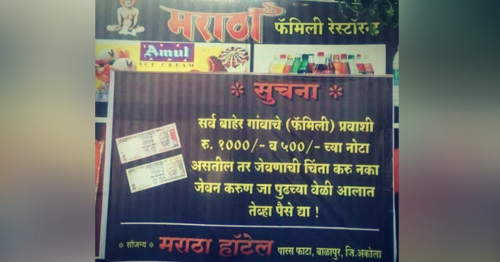 मराठा फॅमिली रेस्टॉरन्ट
Amul
ICE CREAM
* सुचना *
सर्व बाहेर गांवाचे (फॅमिली) प्रवाशी
रु. १०००/- व ५००/- च्या नोटा
असतील तर जेवणाची चिंता करु नका
जेवन करुण जा पुढच्या वेळी आलात
तेव्हा पैसे द्या !
* सौजन्य * मराठा हॉटेल पारस फाटा, बाळापुर, जि.अकोला